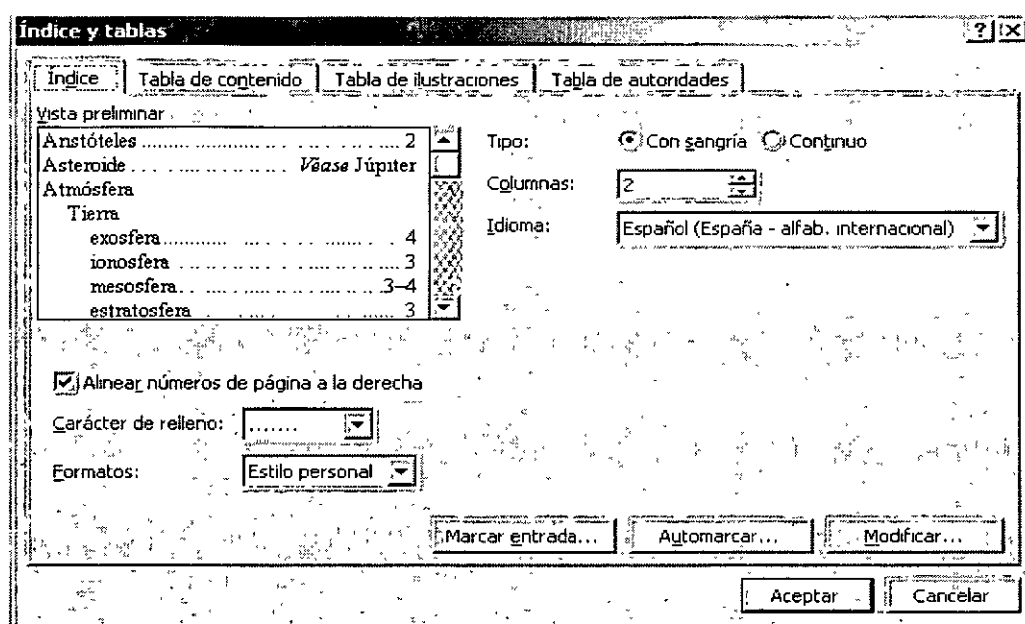 Índice y tablas
Índice
Tabla de contenido
Tabla de ilustraciones
Tabla de autoridades
Vista preliminar
Aristóteles ........ 2
Asteroide ........ Véase Júpiter
Atmósfera
Tierra
exosfera ........ 4
ionosfera ........ 3
mesosfera ........ 3–4
estratosfera ........ 3
Tipo:
Con sangría
Continuo
Columnas:
2
Idioma:
Español (España - alfab. internacional)
Alinear números de página a la derecha
Carácter de relleno:
.......
Formatos:
Estilo personal
Marcar entrada...
Automarcar...
Modificar...
Aceptar
Cancelar